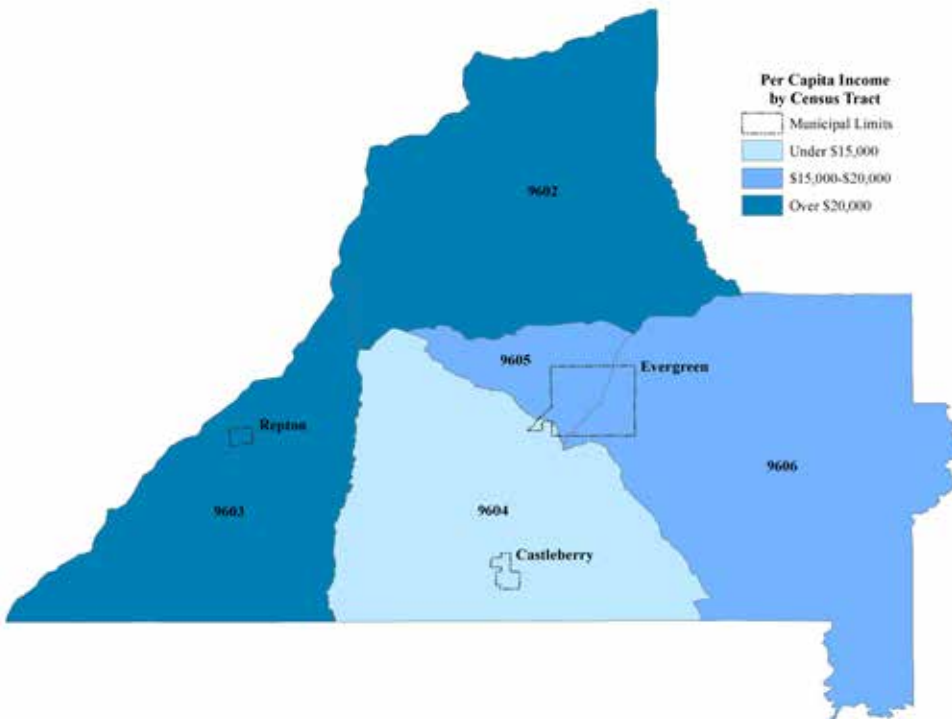 Per Capita Income
by Census Tract
Municipal Limits
Under $15,000
$15,000-$20,000
Over $20,000
9602
9605
Evergreen
Repton
9606
9603
9604
Castleberry